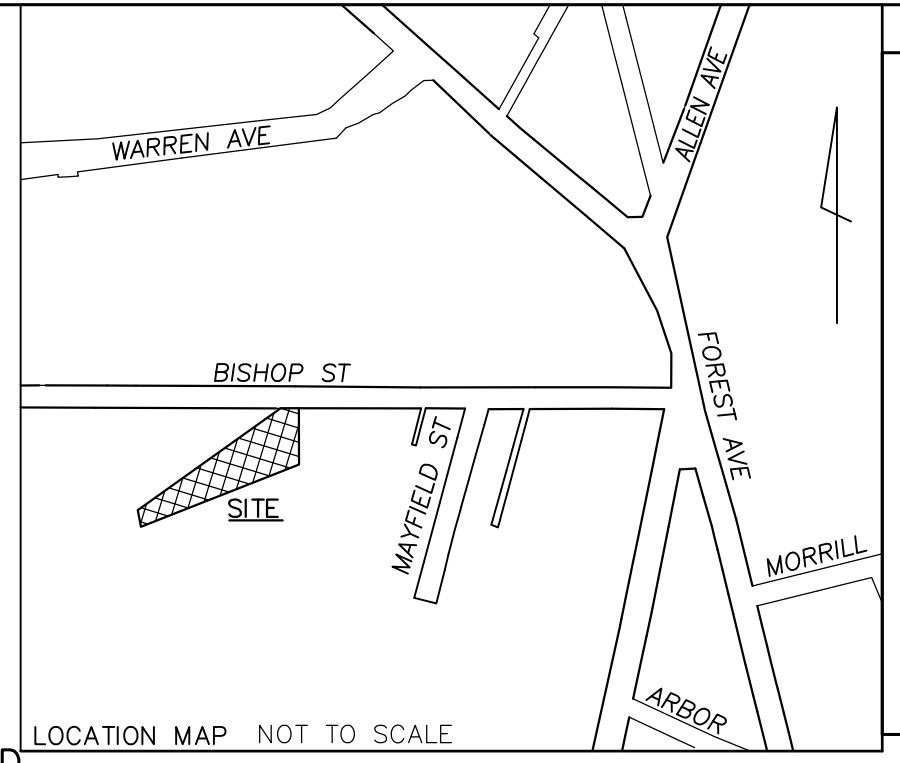 ALLEN AVE
WARREN AVE
FOREST AVE
BISHOP ST
MAYFIELD ST
SITE
MORRILL
ARBOR
LOCATION MAP NOT TO SCALE